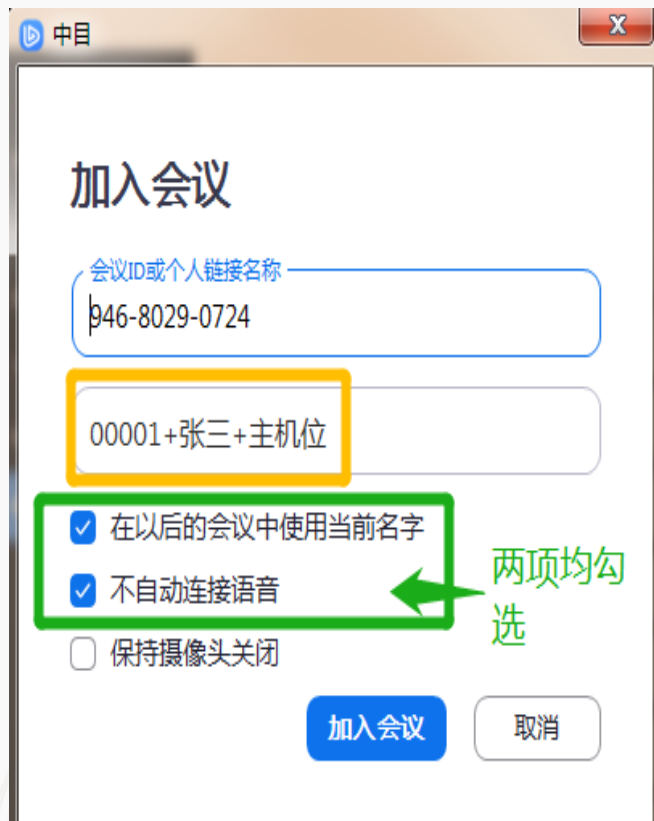 中目
X
加入会议
会议ID或个人链接名称
946-8029-0724
00001+张三+主机位
在以后的会议中使用当前名字
不自动连接语音
两项均勾
选
保持摄像头关闭
加入会议
取消